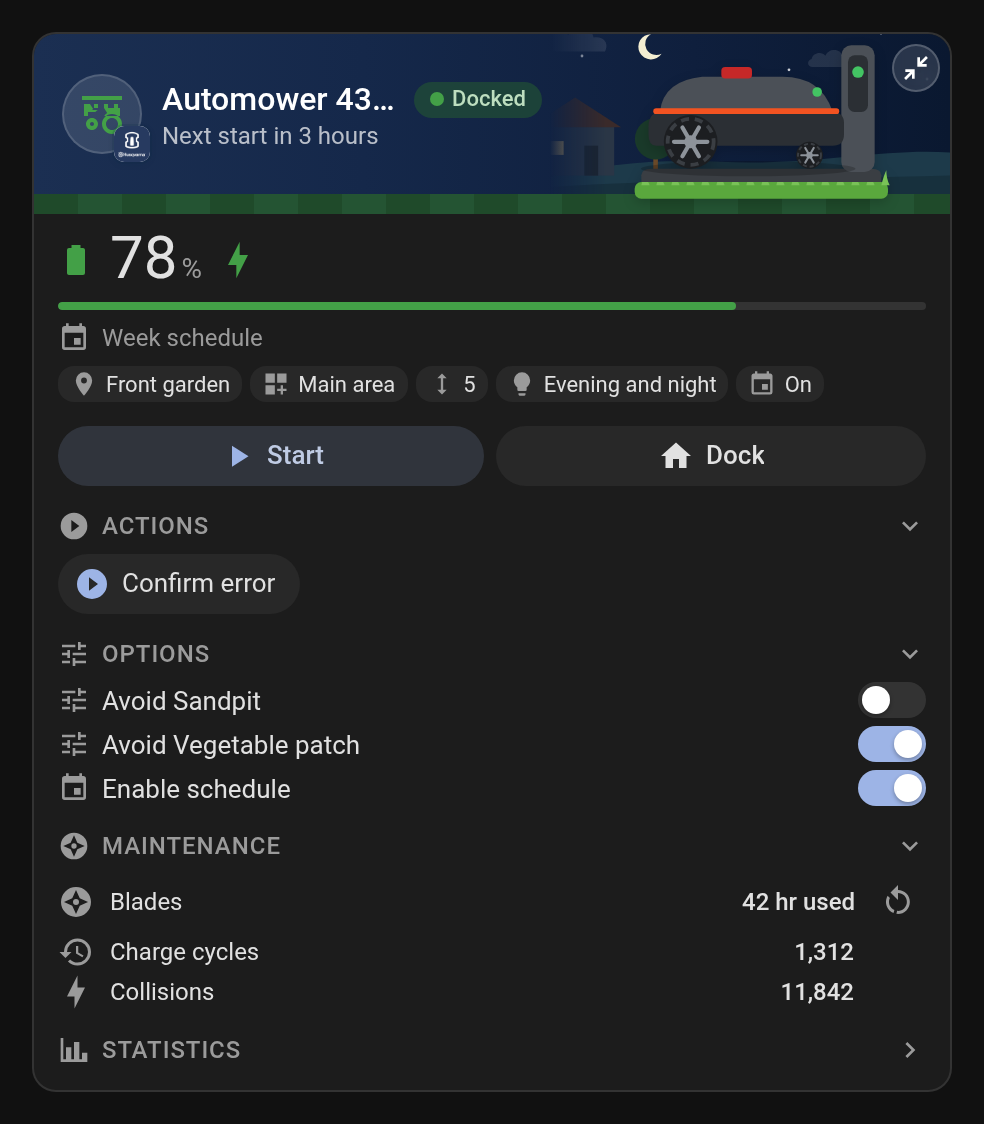 Automower 43…
Docked
Next start in 3 hours
78 %
Week schedule
Front garden
Main area
5
Evening and night
On
Start
Dock
ACTIONS
Confirm error
OPTIONS
Avoid Sandpit
Avoid Vegetable patch
Enable schedule
MAINTENANCE
Blades
42 hr used
Charge cycles
1,312
Collisions
11,842
STATISTICS